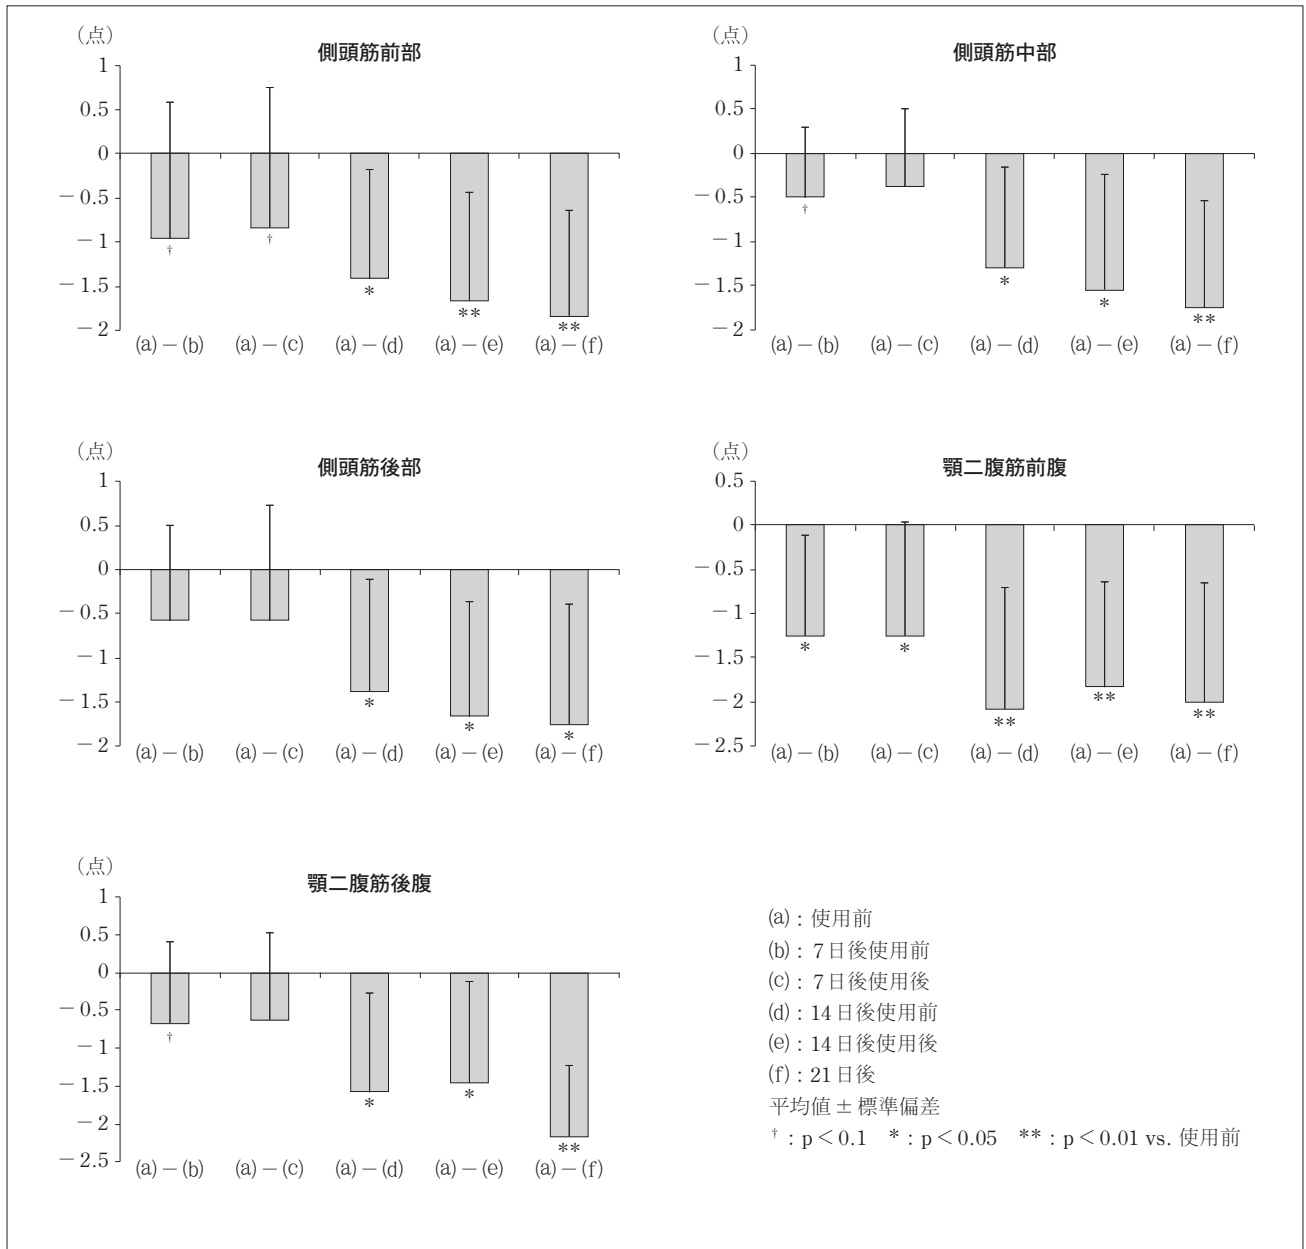 (点)
側頭筋前部
1
0.5
0
−0.5
−1
−1.5
−2
† † * ** **
(a)−(b) (a)−(c) (a)−(d) (a)−(e) (a)−(f)
(点)
側頭筋中部
1
0.5
0
−0.5
−1
−1.5
−2
† * * **
(a)−(b) (a)−(c) (a)−(d) (a)−(e) (a)−(f)
(点)
側頭筋後部
1
0.5
0
−0.5
−1
−1.5
−2
* * *
(a)−(b) (a)−(c) (a)−(d) (a)−(e) (a)−(f)
(点)
顎二腹筋前腹
0.5
0
−0.5
−1
−1.5
−2
−2.5
* * ** ** **
(a)−(b) (a)−(c) (a)−(d) (a)−(e) (a)−(f)
(点)
顎二腹筋後腹
1
0.5
0
−0.5
−1
−1.5
−2
−2.5
† * * **
(a)−(b) (a)−(c) (a)−(d) (a)−(e) (a)−(f)
(a):使用前
(b):7日後使用前
(c):7日後使用後
(d):14日後使用前
(e):14日後使用後
(f):21日後
平均値±標準偏差
†:p<0.1 *:p<0.05 **:p<0.01 vs. 使用前